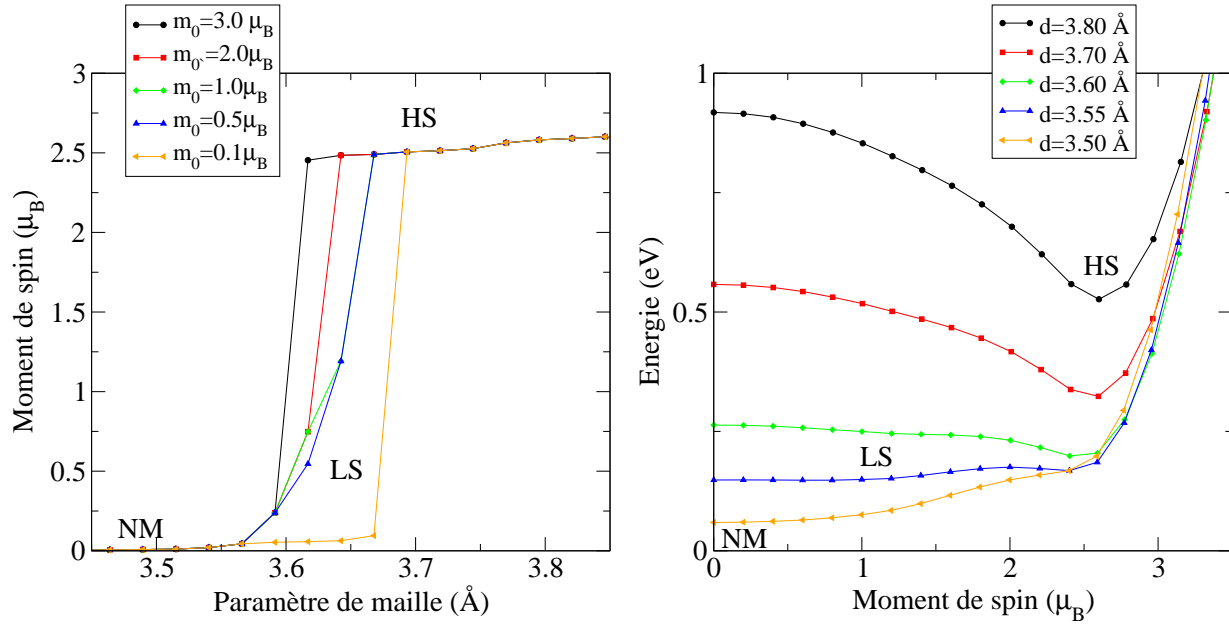 m0=3.0 μB
m0`=2.0μB
m0=1.0μB
m0=0.5μB
m0=0.1μB
3
2.5
2
1.5
1
0.5
0
Moment de spin (μB)
HS
LS
NM
3.5
3.6
3.7
3.8
Paramètre de maille (Å)
d=3.80 Å
d=3.70 Å
d=3.60 Å
d=3.55 Å
d=3.50 Å
1
0.5
0
Energie (eV)
HS
LS
NM
0
1
2
3
Moment de spin (μB)